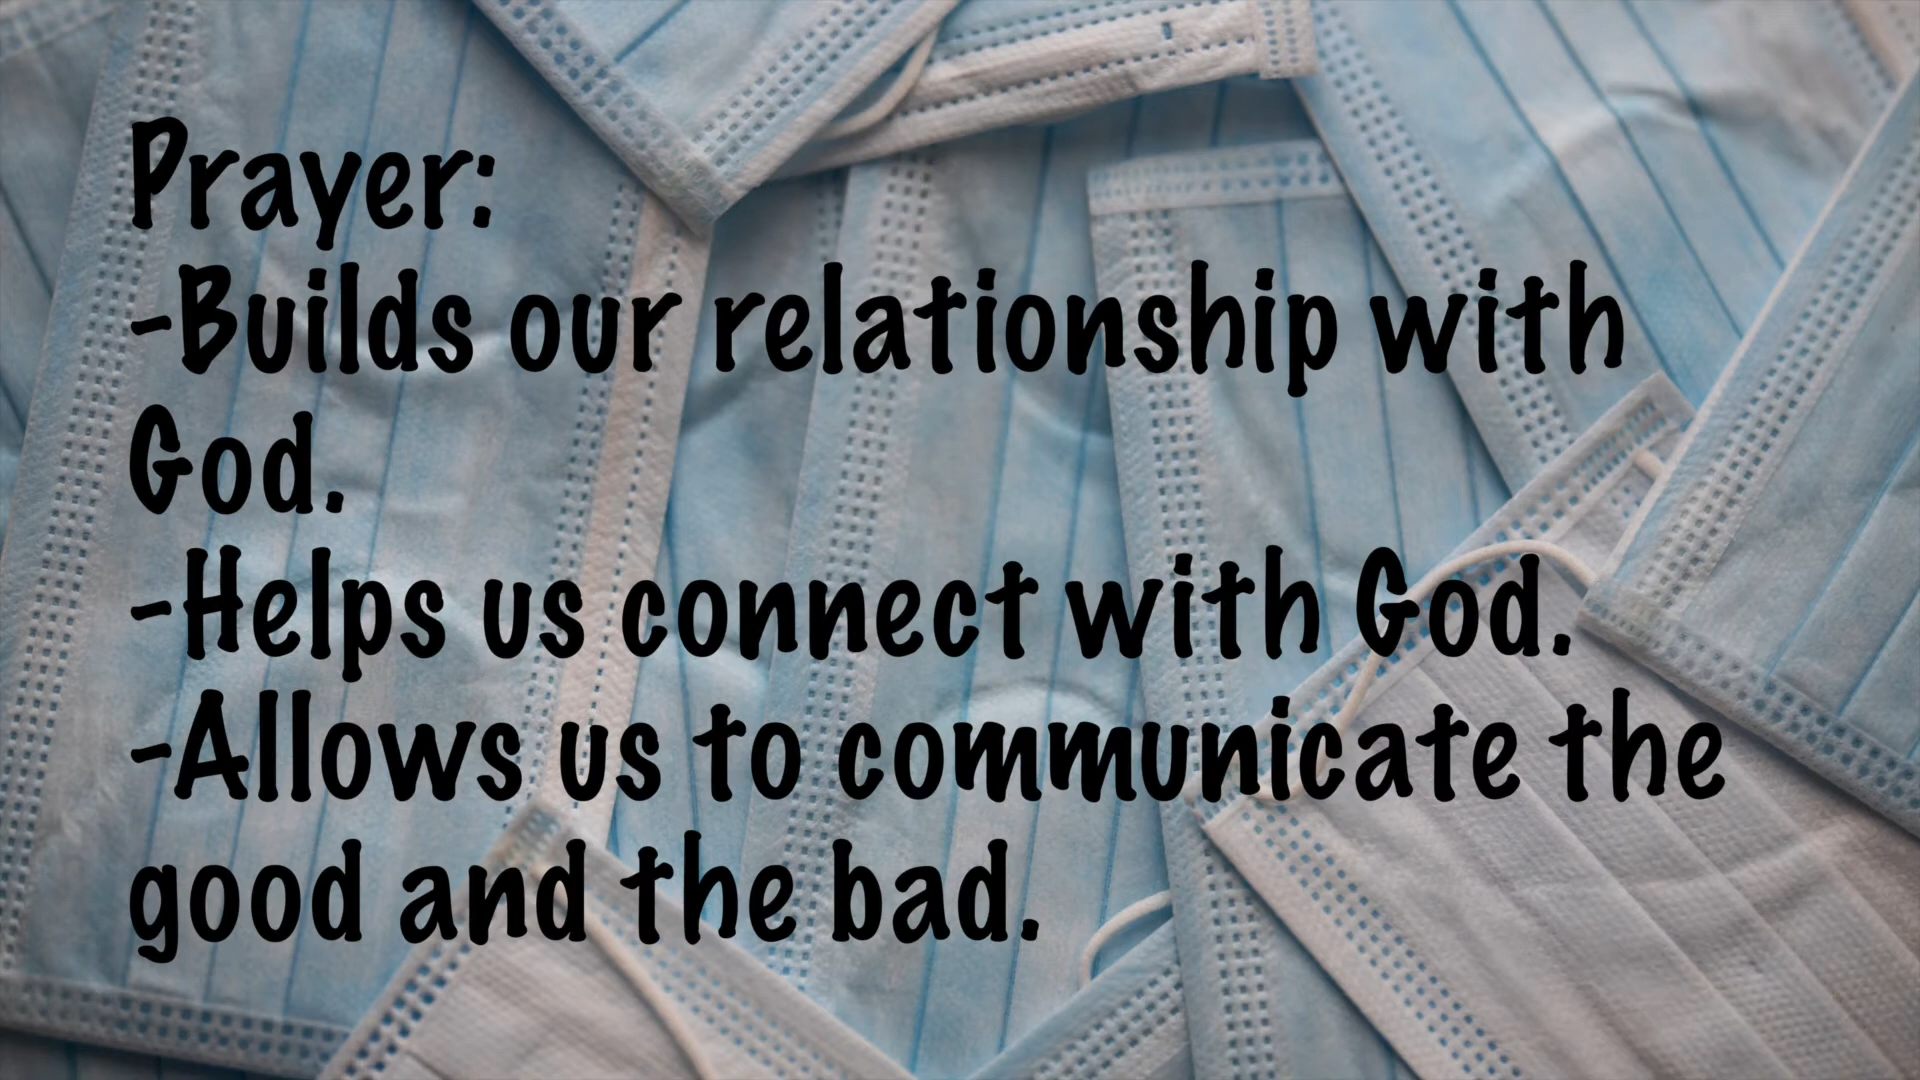 Prayer:
-Builds our relationship with
God.
-Helps us connect with God.
-Allows us to communicate the
good and the bad.